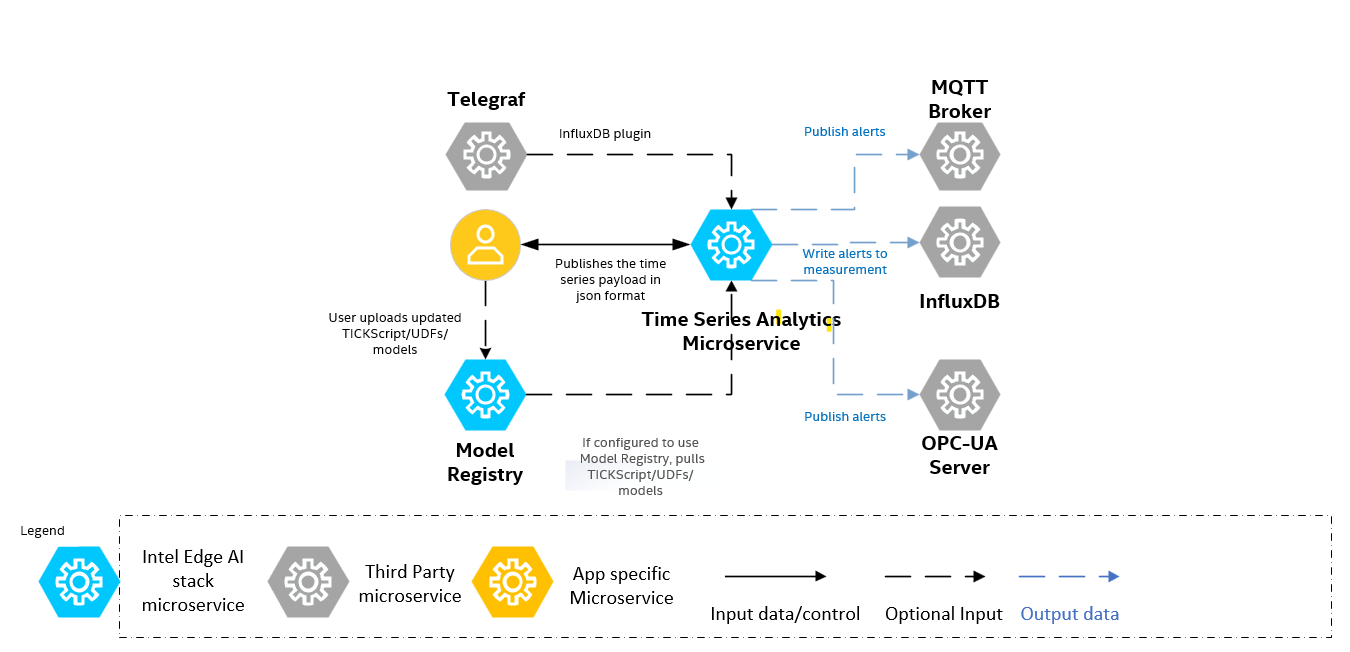 MQTT
Broker
Telegraf
InfluxDB plugin
Publish alerts
Write alerts to
measurement
Publishes the time
series payload in
json format
InfluxDB
User uploads updated
TICKScript/UDFs/
models
Time Series Analytics
Microservice
Publish alerts
Model
Registry
If configured to use
Model Registry, pulls
TICKScript/UDFs/
models
OPC-UA
Server
Legend
Intel Edge AI
stack
microservice
Third Party
microservice
App specific
Microservice
Input data/control
Optional Input
Output data